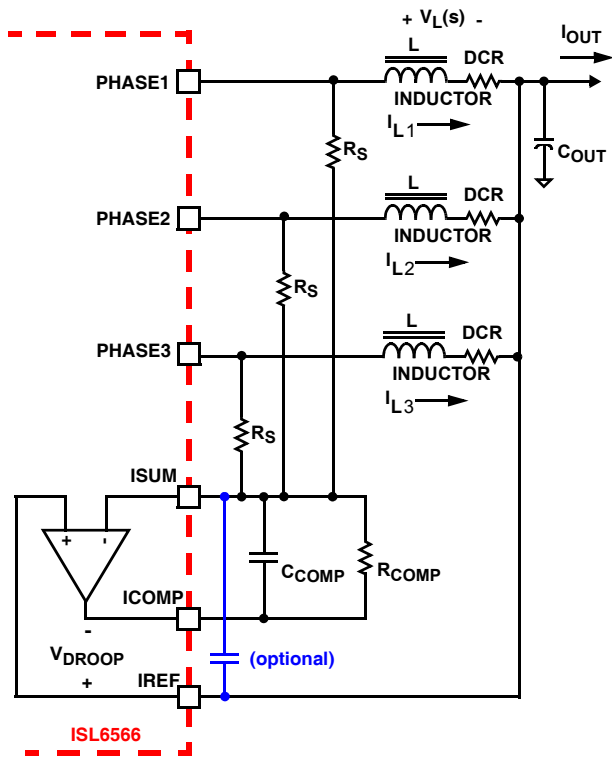 + VL(s) -
IOUT
L
DCR
PHASE1
INDUCTOR
IL1
COUT
RS
L
DCR
PHASE2
INDUCTOR
IL2
RS
L
DCR
PHASE3
INDUCTOR
IL3
RS
ISUM
+ -
CCOMP
RCOMP
ICOMP
-
VDROOP
(optional)
+
IREF
ISL6566